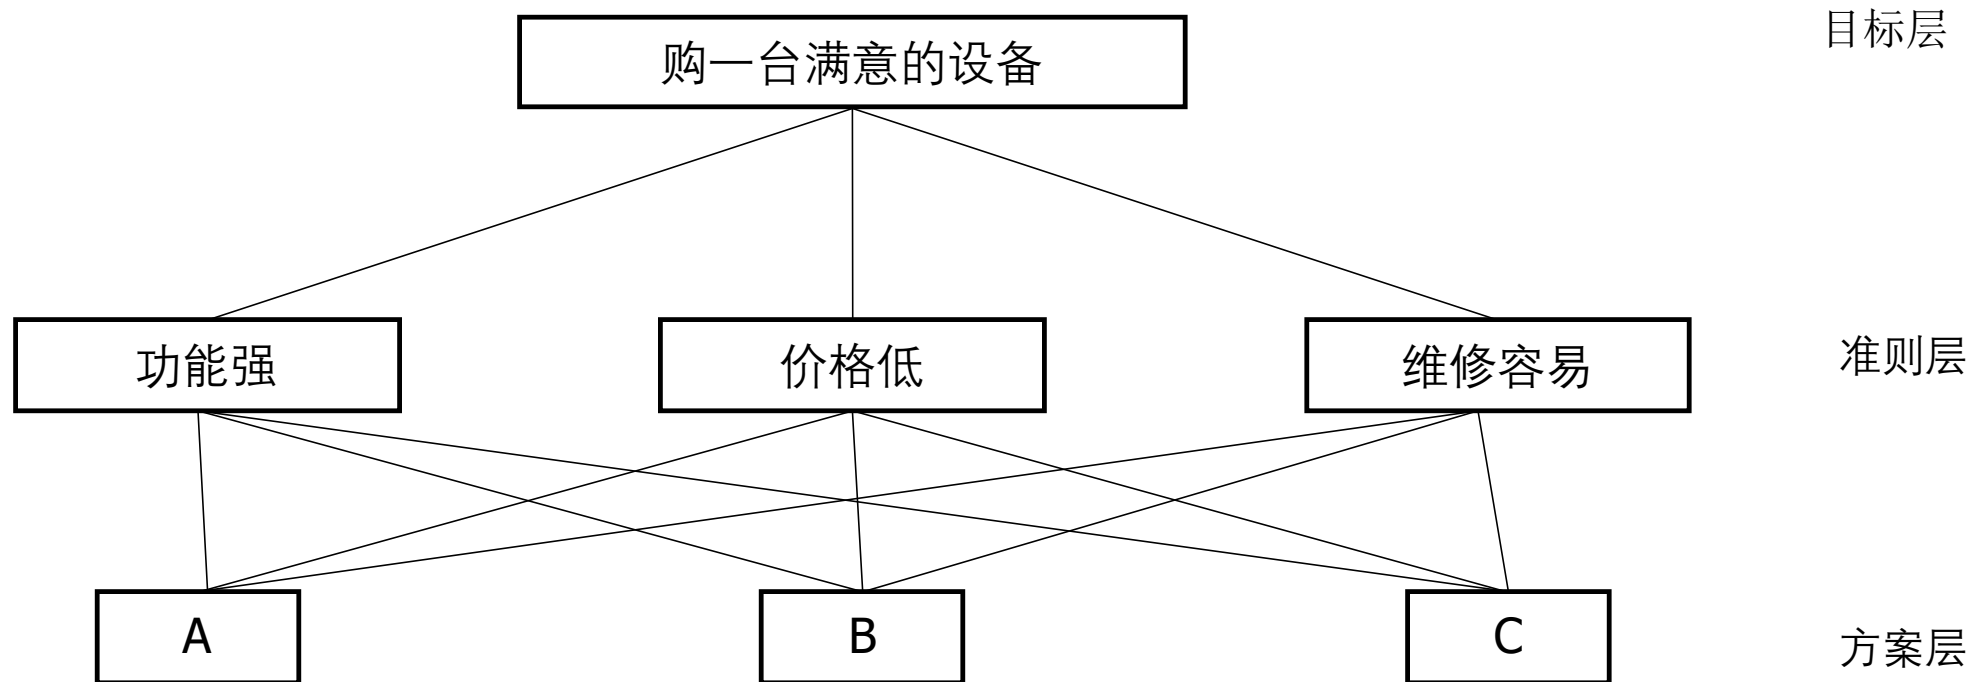 购一台满意的设备
目标层
功能强
价格低
维修容易
准则层
A
B
C
方案层